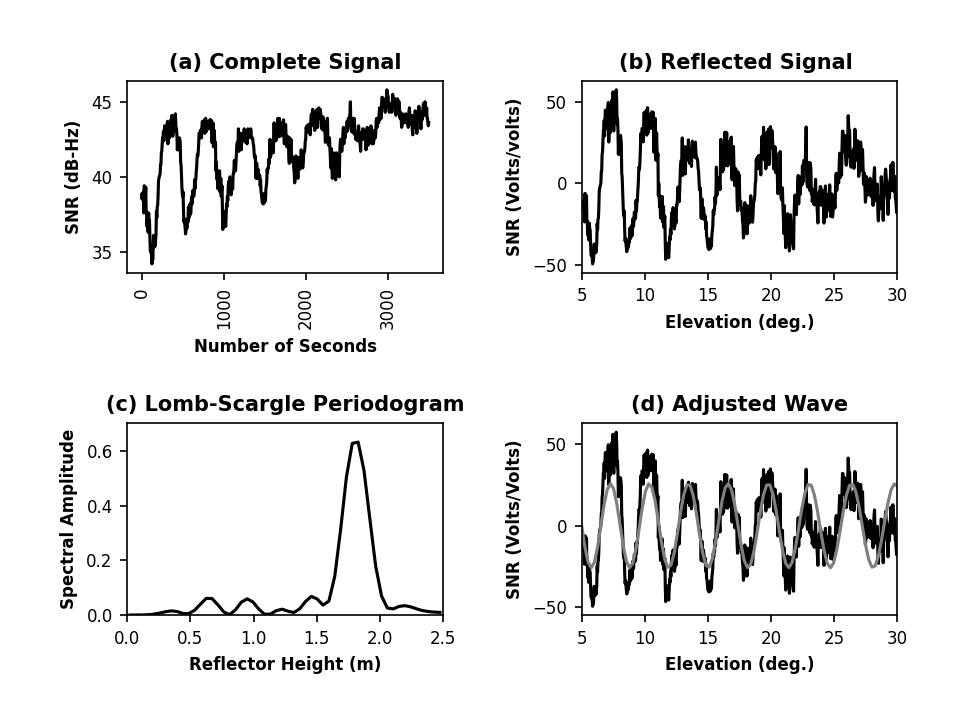 (a) Complete Signal
SNR (dB-Hz)
45
40
35
0
1000
2000
3000
Number of Seconds
(b) Reflected Signal
SNR (Volts/volts)
50
0
−50
5 10 15 20 25 30
Elevation (deg.)
(c) Lomb-Scargle Periodogram
Spectral Amplitude
0.6
0.4
0.2
0.0
0.0 0.5 1.0 1.5 2.0 2.5
Reflector Height (m)
(d) Adjusted Wave
SNR (Volts/Volts)
50
0
−50
5 10 15 20 25 30
Elevation (deg.)